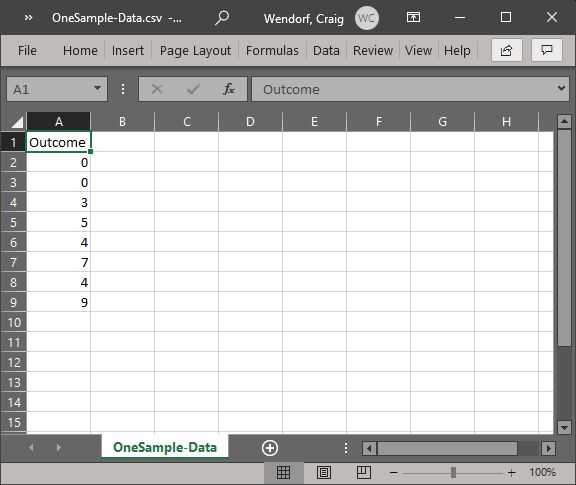 » OneSample-Data.csv -... Wendorf, Craig WC
File Home Insert Page Layout Formulas Data Review View Help
A1 fx Outcome
A B C D E F G H
1 Outcome
2 0
3 0
4 3
5 5
6 4
7 7
8 4
9 9
10
11
12
13
14
15
OneSample-Data
100%